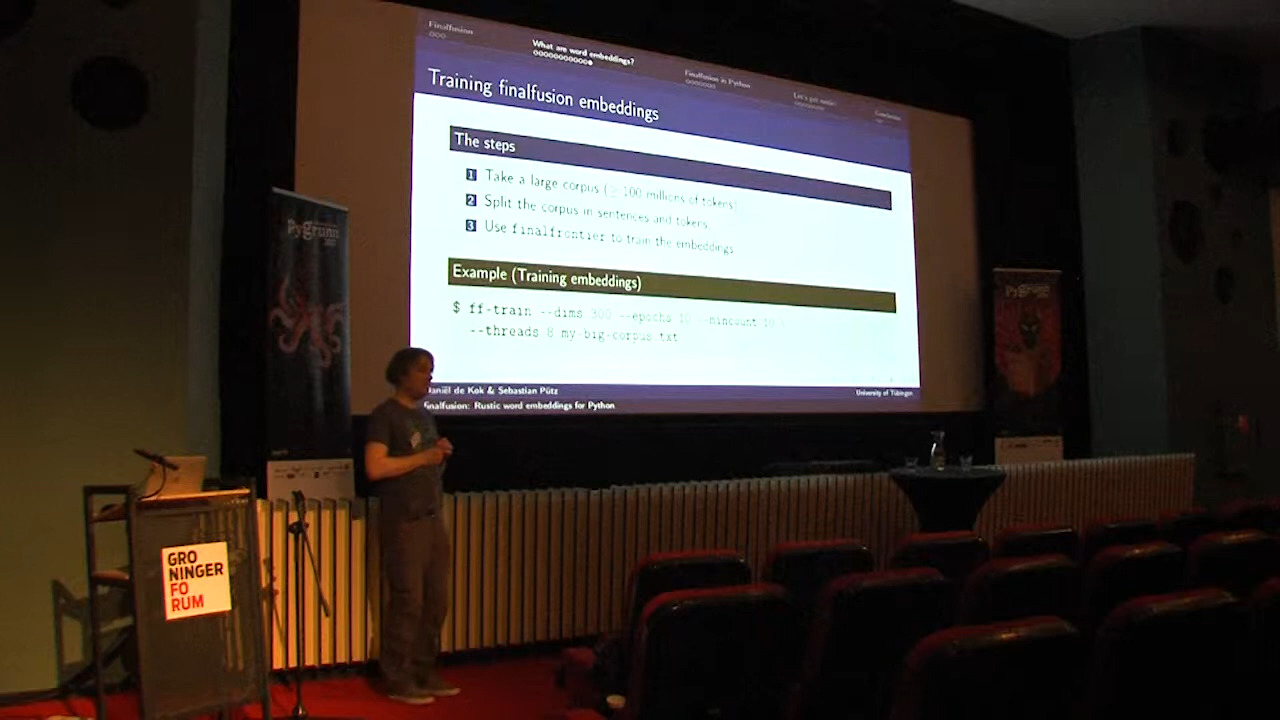 Finalfusion
What are word embeddings?
Finalfusion in Python
Let's get rustic!
Conclusion
Training finalfusion embeddings
The steps
1 Take a large corpus (≥ 100 millions of tokens)
2 Split the corpus in sentences and tokens.
3 Use finalfrontier to train the embeddings
Example (Training embeddings)
$ ff-train --dims 300 --epochs 10 --mincount 10 \
--threads 8 my-big-corpus txt
Daniël de Kok & Sebastian Pütz
University of Tübingen
Finalfusion: Rustic word embeddings for Python
Pygrunn
Pygrunn
GRO
NINGER
FO
RUM